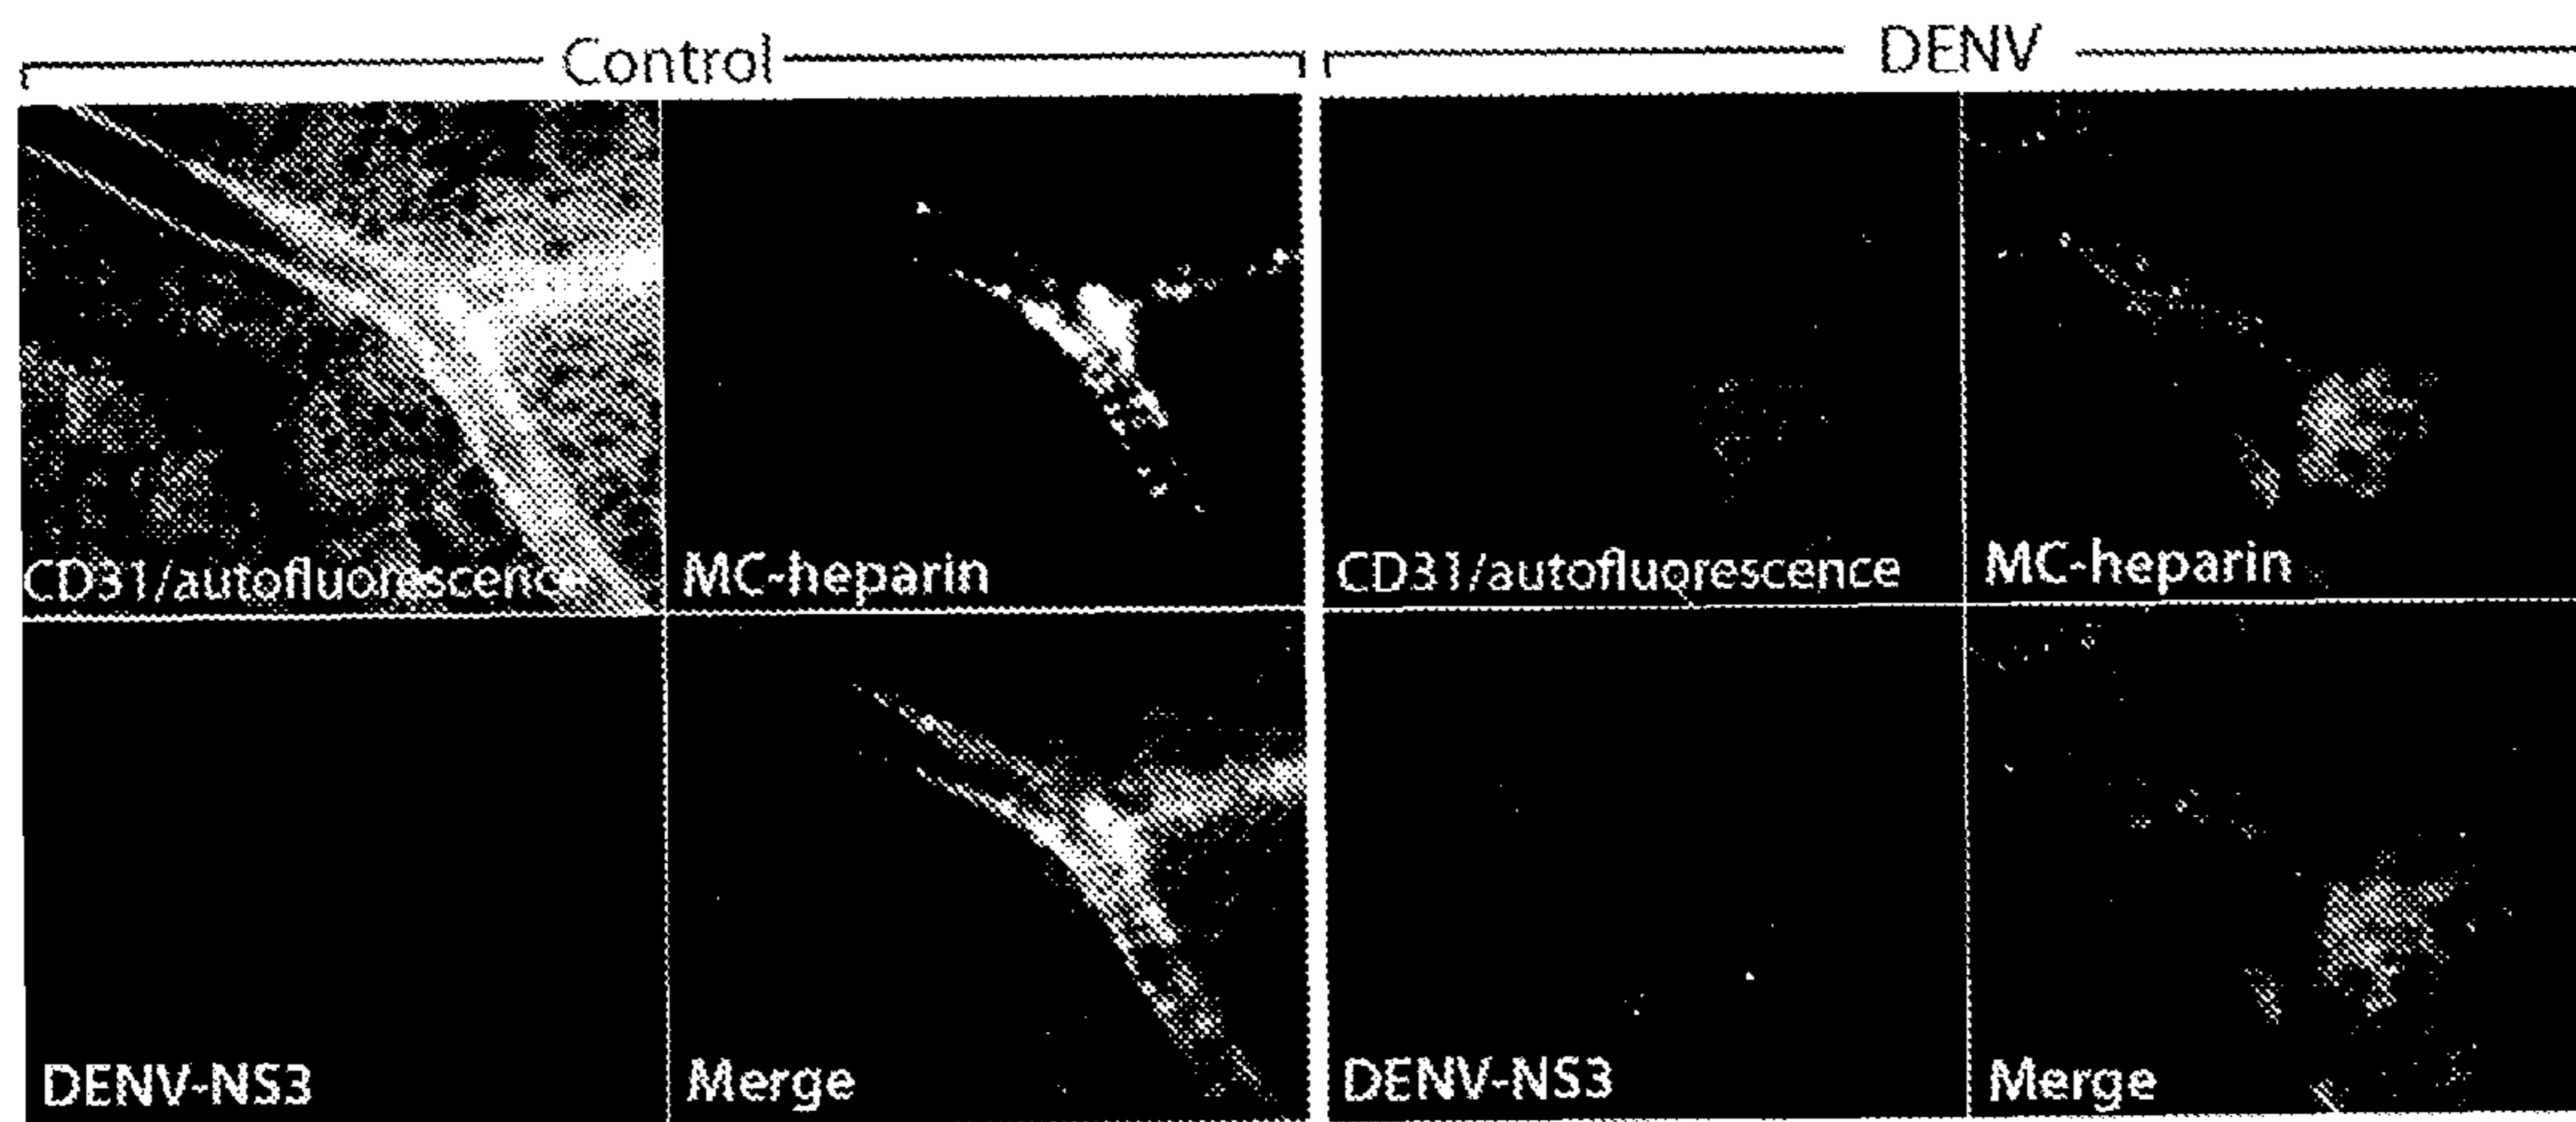 Control
DENV
CD31/autofluorescence
MC-heparin
CD31/autofluorescence
MC-heparin
DENV-NS3
Merge
DENV-NS3
Merge